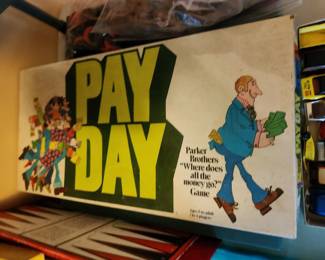 PAY
DAY
Parker
Brothers
"Where does
all the
money go?"
Game